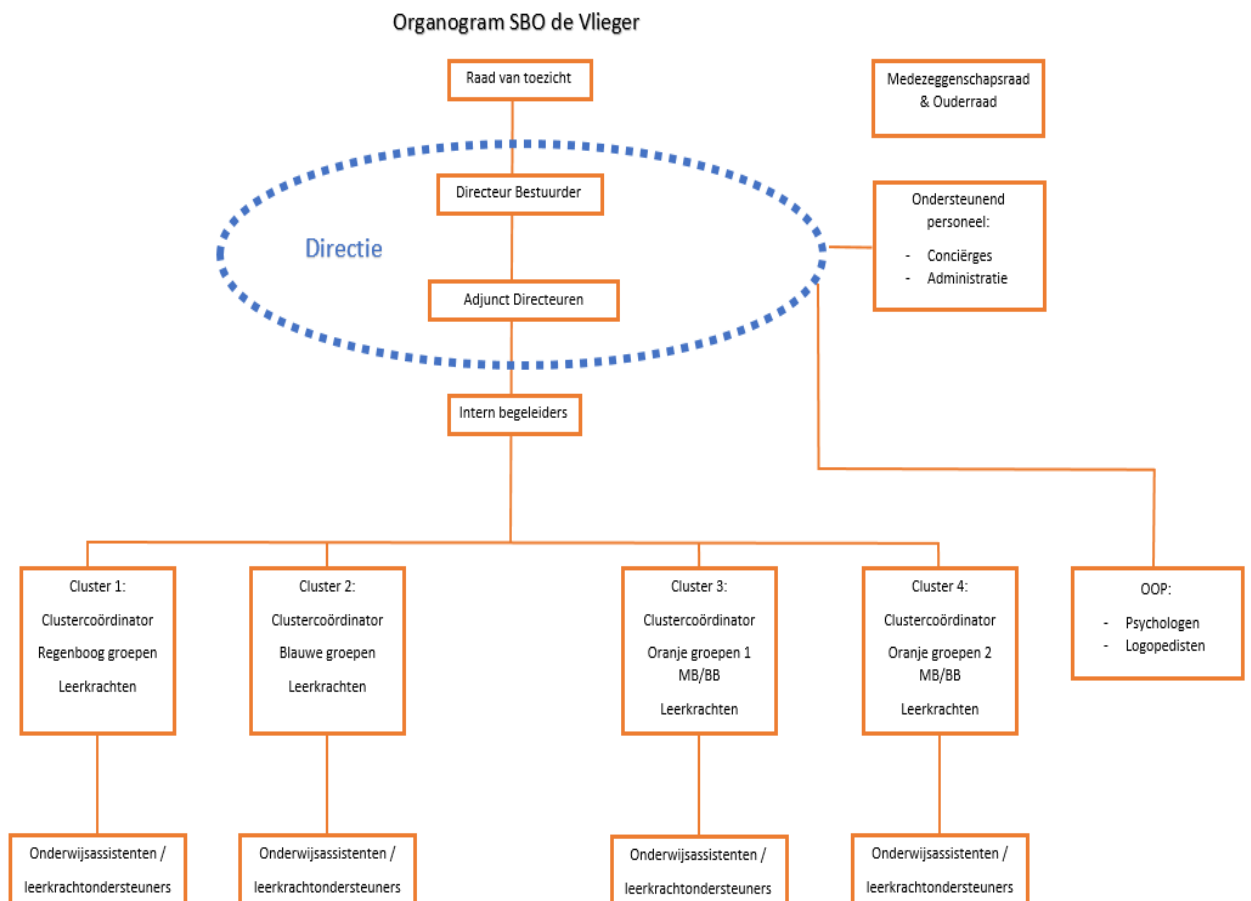 Organogram SBO de Vlieger
Raad van toezicht
Medezeggenschapsraad
& Ouderraad
Directeur Bestuurder
Directie
Adjunct Directeuren
Ondersteunend
personeel:
- Conciërges
- Administratie
Intern begeleiders
Cluster 1:
Clustercoördinator
Regenboog groepen
Leerkrachten
Cluster 2:
Clustercoördinator
Blauwe groepen
Leerkrachten
Cluster 3:
Clustercoördinator
Oranje groepen 1
MB/BB
Leerkrachten
Cluster 4:
Clustercoördinator
Oranje groepen 2
MB/BB
Leerkrachten
OOP:
- Psychologen
- Logopedisten
Onderwijsassistenten /
leerkrachtondersteuners
Onderwijsassistenten /
leerkrachtondersteuners
Onderwijsassistenten /
leerkrachtondersteuners
Onderwijsassistenten /
leerkrachtondersteuners